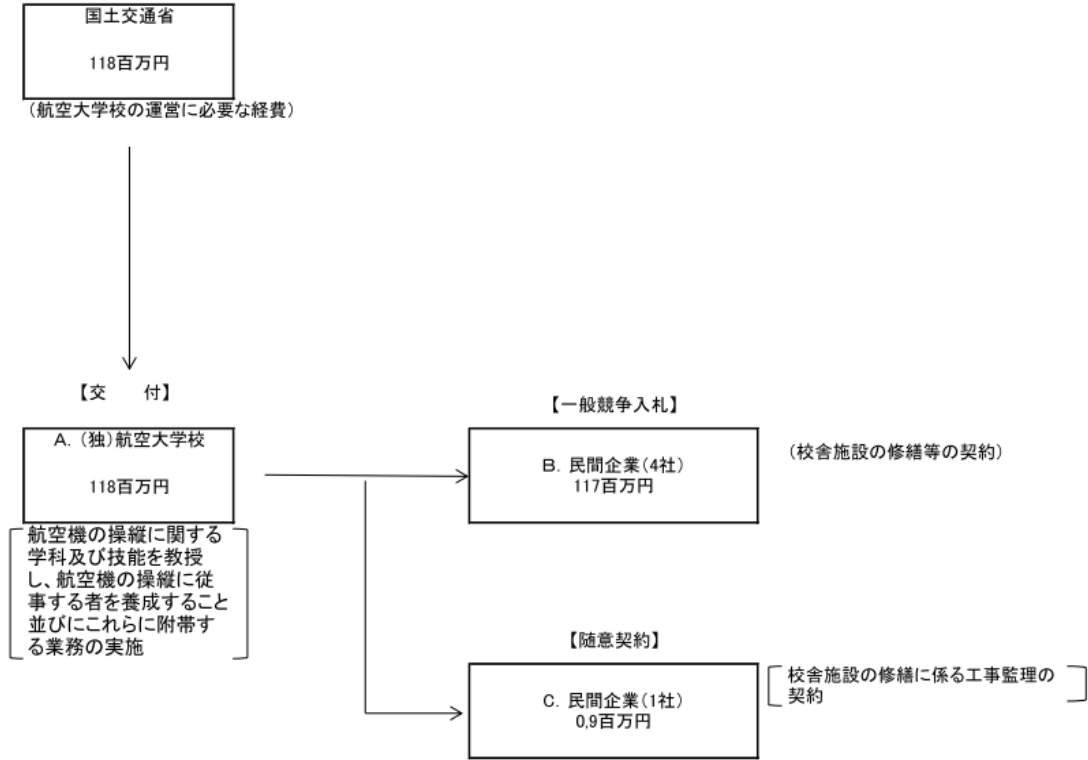 国土交通省
118百万円
(航空大学校の運営に必要な経費)
【交　　付】
A. (独)航空大学校
118百万円
航空機の操縦に関する
学科及び技能を教授
し、航空機の操縦に従
事する者を養成すること
並びにこれらに附帯す
る業務の実施
【一般競争入札】
B. 民間企業(4社)
117百万円
(校舎施設の修繕等の契約)
【随意契約】
C. 民間企業(1社)
0,9百万円
校舎施設の修繕に係る工事監理の
契約